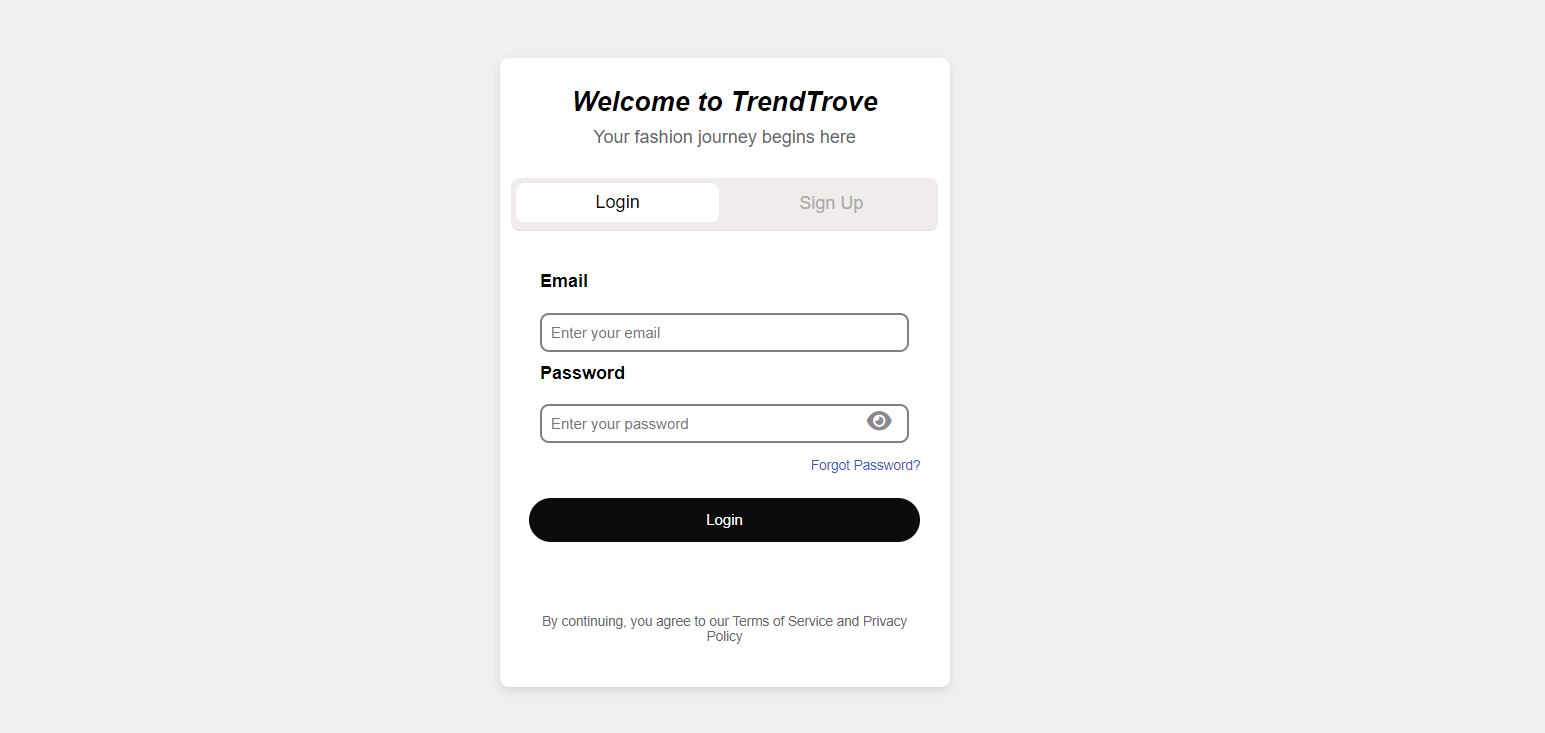 Welcome to TrendTrove
Your fashion journey begins here
Login
Sign Up
Email
Enter your email
Password
Enter your password
Forgot Password?
Login
By continuing, you agree to our Terms of Service and Privacy
Policy